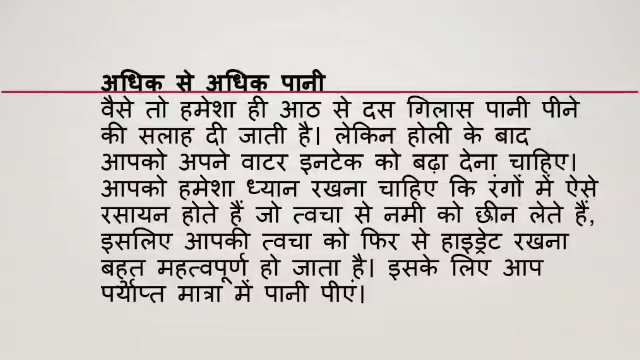 अधिक से अधिक पानी
वैसे तो हमेशा ही आठ से दस गिलास पानी पीने
की सलाह दी जाती है। लेकिन होली के बाद
आपको अपने वाटर इनटेक को बढ़ा देना चाहिए।
आपको हमेशा ध्यान रखना चाहिए कि रंगों में ऐसे
रसायन होते हैं जो त्वचा से नमी को छीन लेते हैं,
इसलिए आपकी त्वचा को फिर से हाइड्रेट रखना
बहुत महत्वपूर्ण हो जाता है। इसके लिए आप
पर्याप्त मात्रा में पानी पीएं।